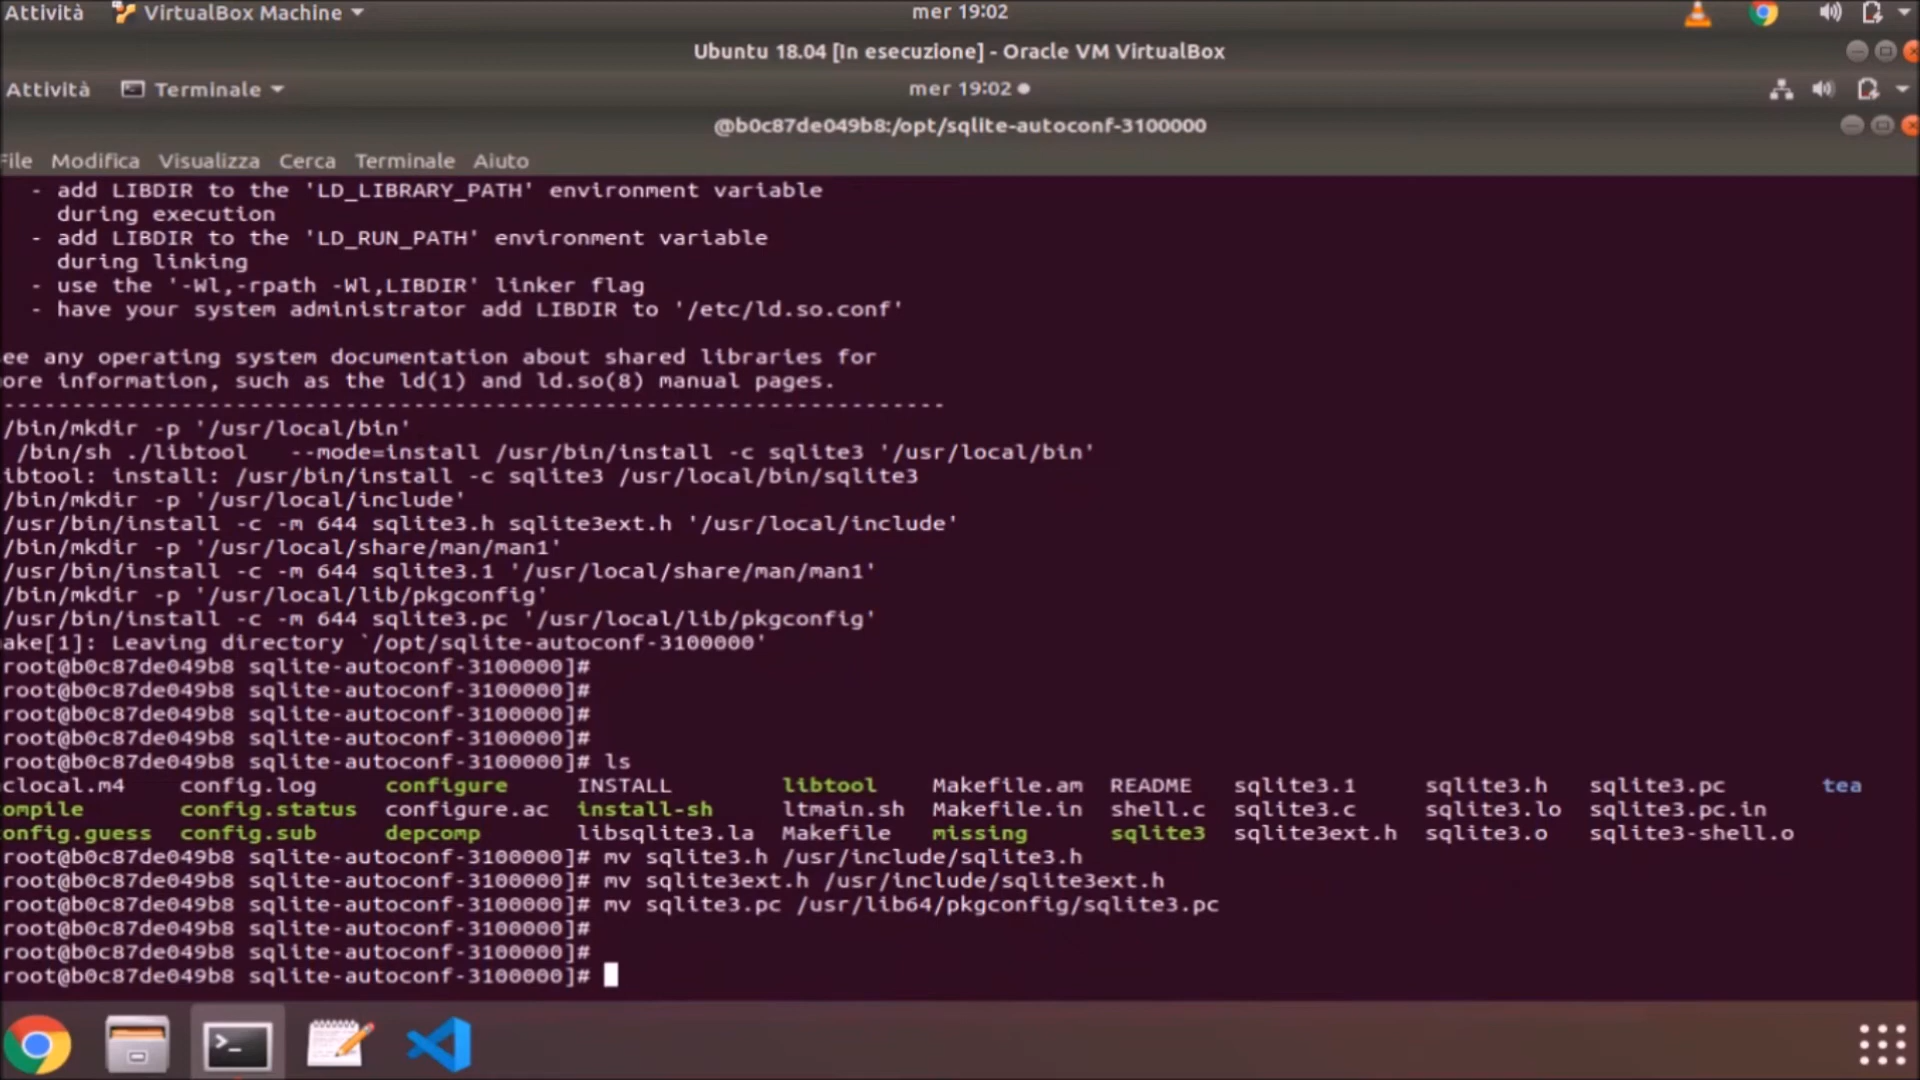 Attività VirtualBox Machine mer 19:02
Ubuntu 18.04 [In esecuzione] - Oracle VM VirtualBox
Attività Terminale mer 19:02
@b0c87de049b8:/opt/sqlite-autoconf-3100000
File Modifica Visualizza Cerca Terminale Aiuto
- add LIBDIR to the 'LD_LIBRARY_PATH' environment variable
during execution
- add LIBDIR to the 'LD_RUN_PATH' environment variable
during linking
- use the '-Wl,-rpath -Wl,LIBDIR' linker flag
- have your system administrator add LIBDIR to '/etc/ld.so.conf'
ee any operating system documentation about shared libraries for
ore information, such as the ld(1) and ld.so(8) manual pages.
----------------------------------------------------------------------
/bin/mkdir -p '/usr/local/bin'
/bin/sh ./libtool --mode=install /usr/bin/install -c sqlite3 '/usr/local/bin'
ibtool: install: /usr/bin/install -c sqlite3 /usr/local/bin/sqlite3
/bin/mkdir -p '/usr/local/include'
/usr/bin/install -c -m 644 sqlite3.h sqlite3ext.h '/usr/local/include'
/bin/mkdir -p '/usr/local/share/man/man1'
/usr/bin/install -c -m 644 sqlite3.1 '/usr/local/share/man/man1'
/bin/mkdir -p '/usr/local/lib/pkgconfig'
/usr/bin/install -c -m 644 sqlite3.pc '/usr/local/lib/pkgconfig'
ake[1]: Leaving directory `/opt/sqlite-autoconf-3100000'
root@b0c87de049b8 sqlite-autoconf-3100000]#
root@b0c87de049b8 sqlite-autoconf-3100000]#
root@b0c87de049b8 sqlite-autoconf-3100000]#
root@b0c87de049b8 sqlite-autoconf-3100000]#
root@b0c87de049b8 sqlite-autoconf-3100000]# ls
clocal.m4 config.log configure INSTALL libtool Makefile.am README sqlite3.1 sqlite3.h sqlite3.pc tea
ompile config.status configure.ac install-sh ltmain.sh Makefile.in shell.c sqlite3.c sqlite3.lo sqlite3.pc.in
onfig.guess config.sub depcomp libsqlite3.la Makefile missing sqlite3 sqlite3ext.h sqlite3.o sqlite3-shell.o
root@b0c87de049b8 sqlite-autoconf-3100000]# mv sqlite3.h /usr/include/sqlite3.h
root@b0c87de049b8 sqlite-autoconf-3100000]# mv sqlite3ext.h /usr/include/sqlite3ext.h
root@b0c87de049b8 sqlite-autoconf-3100000]# mv sqlite3.pc /usr/lib64/pkgconfig/sqlite3.pc
root@b0c87de049b8 sqlite-autoconf-3100000]#
root@b0c87de049b8 sqlite-autoconf-3100000]#
root@b0c87de049b8 sqlite-autoconf-3100000]#